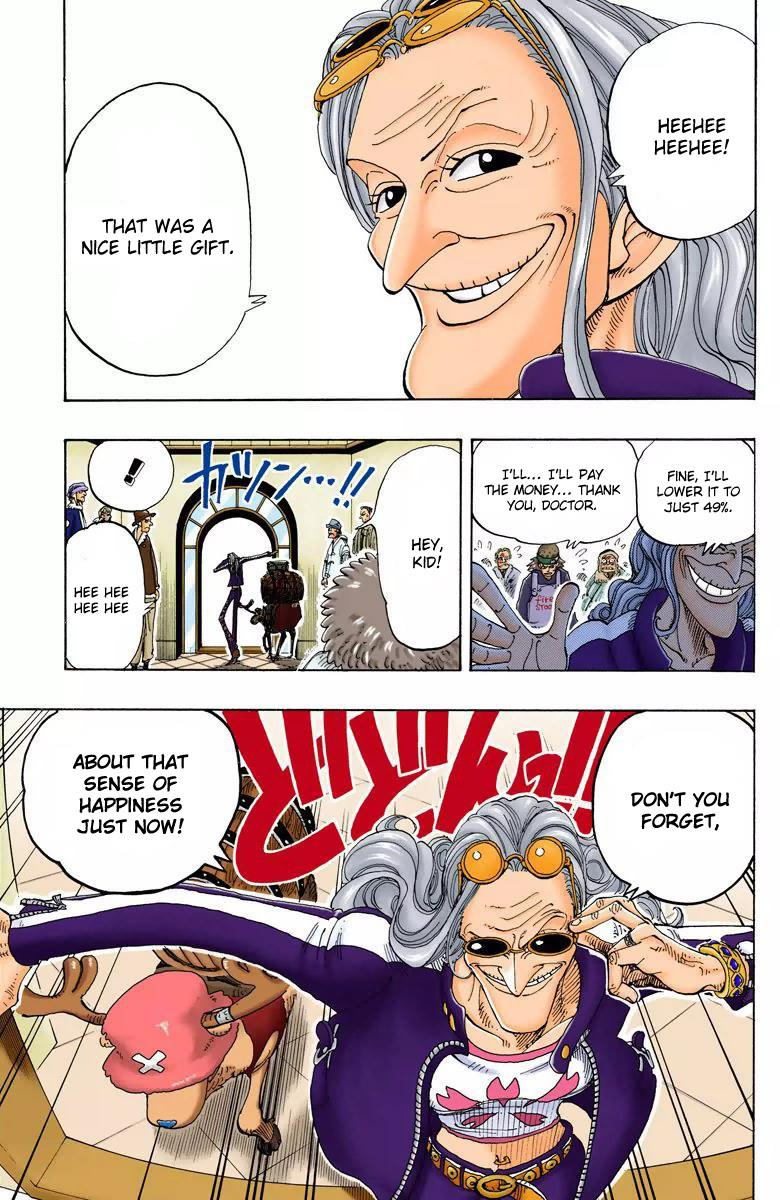 HEEHEE
HEEHEE!
THAT WAS A
NICE LITTLE GIFT.
FINE, I'LL
LOWER IT TO
JUST 49%.
I'LL... I'LL PAY
THE MONEY... THANK
YOU, DOCTOR.
HEY,
KID!
ガツン…!!
!
HEE HEE
HEE HEE
DON'T YOU
FORGET,
ABOUT THAT
SENSE OF
HAPPINESS
JUST NOW!